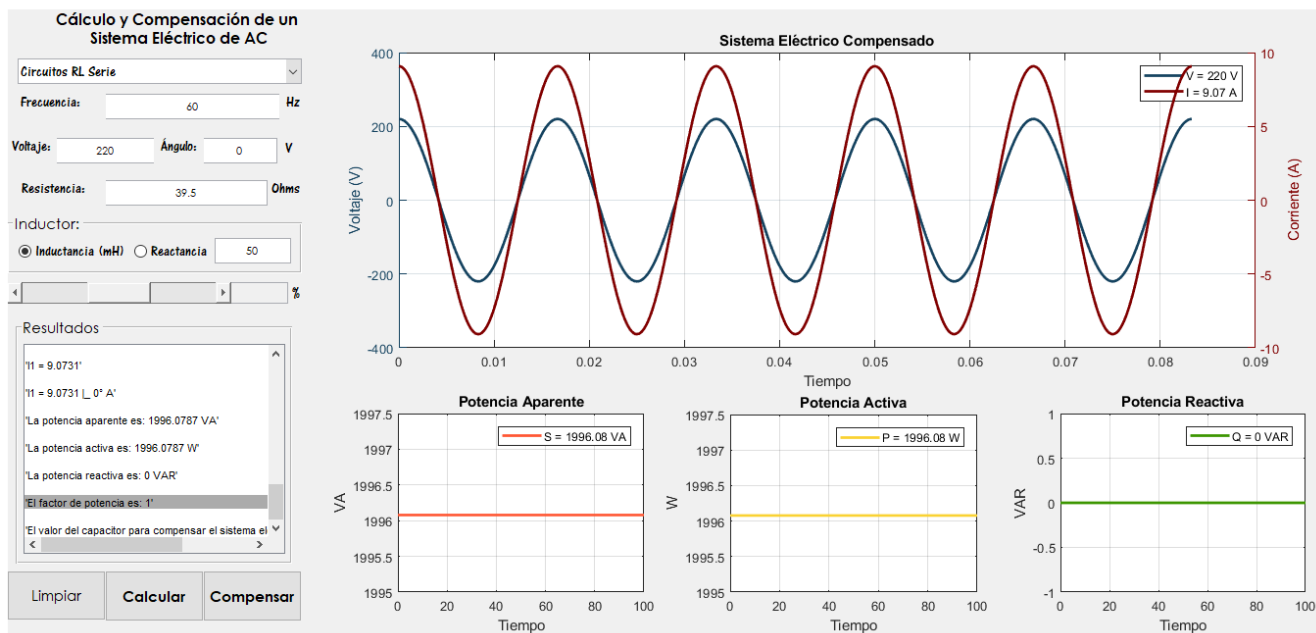 Cálculo y Compensación de un
Sistema Eléctrico de AC
Circuitos RL Serie
Frecuencia: 60 Hz
Voltaje: 220 Ángulo: 0 V
Resistencia: 39.5 Ohms
Inductor:
Inductancia (mH) Reactancia 50
%
Resultados
'I1 = 9.0731'
'I1 = 9.0731 |_ 0° A'
'La potencia aparente es: 1996.0787 VA'
'La potencia activa es: 1996.0787 W'
'La potencia reactiva es: 0 VAR'
'El factor de potencia es: 1'
'El valor del capacitor para compensar el sistema el
Limpiar Calcular Compensar
Sistema Eléctrico Compensado
400
200
0
-200
-400
Voltaje (V)
V = 220 V
I = 9.07 A
10
5
0
-5
-10
Corriente (A)
0 0.01 0.02 0.03 0.04 0.05 0.06 0.07 0.08 0.09
Tiempo
Potencia Aparente
1997.5
1997
1996.5
1996
1995.5
1995
VA
S = 1996.08 VA
0 20 40 60 80 100
Tiempo
Potencia Activa
1997.5
1997
1996.5
1996
1995.5
1995
W
P = 1996.08 W
0 20 40 60 80 100
Tiempo
Potencia Reactiva
1
0.5
0
-0.5
-1
VAR
Q = 0 VAR
0 20 40 60 80 100
Tiempo